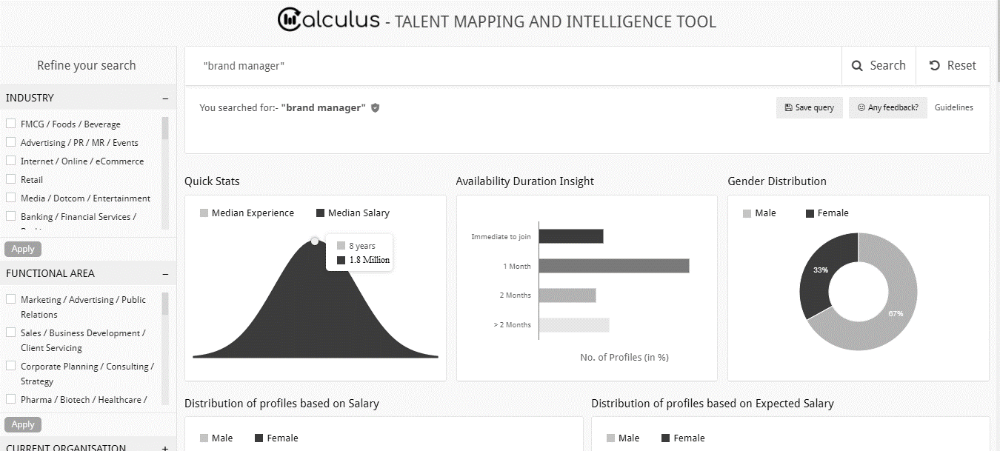 Calculus - TALENT MAPPING AND INTELLIGENCE TOOL
Refine your search
"brand manager"
Search
Reset
INDUSTRY –
FMCG / Foods / Beverage
Advertising / PR / MR / Events
Internet / Online / eCommerce
Retail
Media / Dotcom / Entertainment
Banking / Financial Services /
Apply
FUNCTIONAL AREA –
Marketing / Advertising / Public
Relations
Sales / Business Development /
Client Servicing
Corporate Planning / Consulting /
Strategy
Pharma / Biotech / Healthcare /
Apply
CURRENT ORGANISATION +
You searched for:- "brand manager"
Save query
Any feedback?
Guidelines
Quick Stats
Median Experience
Median Salary
8 years
1.8 Million
Availability Duration Insight
Immediate to join
1 Month
2 Months
> 2 Months
No. of Profiles (in %)
Gender Distribution
Male
Female
33%
67%
Distribution of profiles based on Salary
Male
Female
Distribution of profiles based on Expected Salary
Male
Female